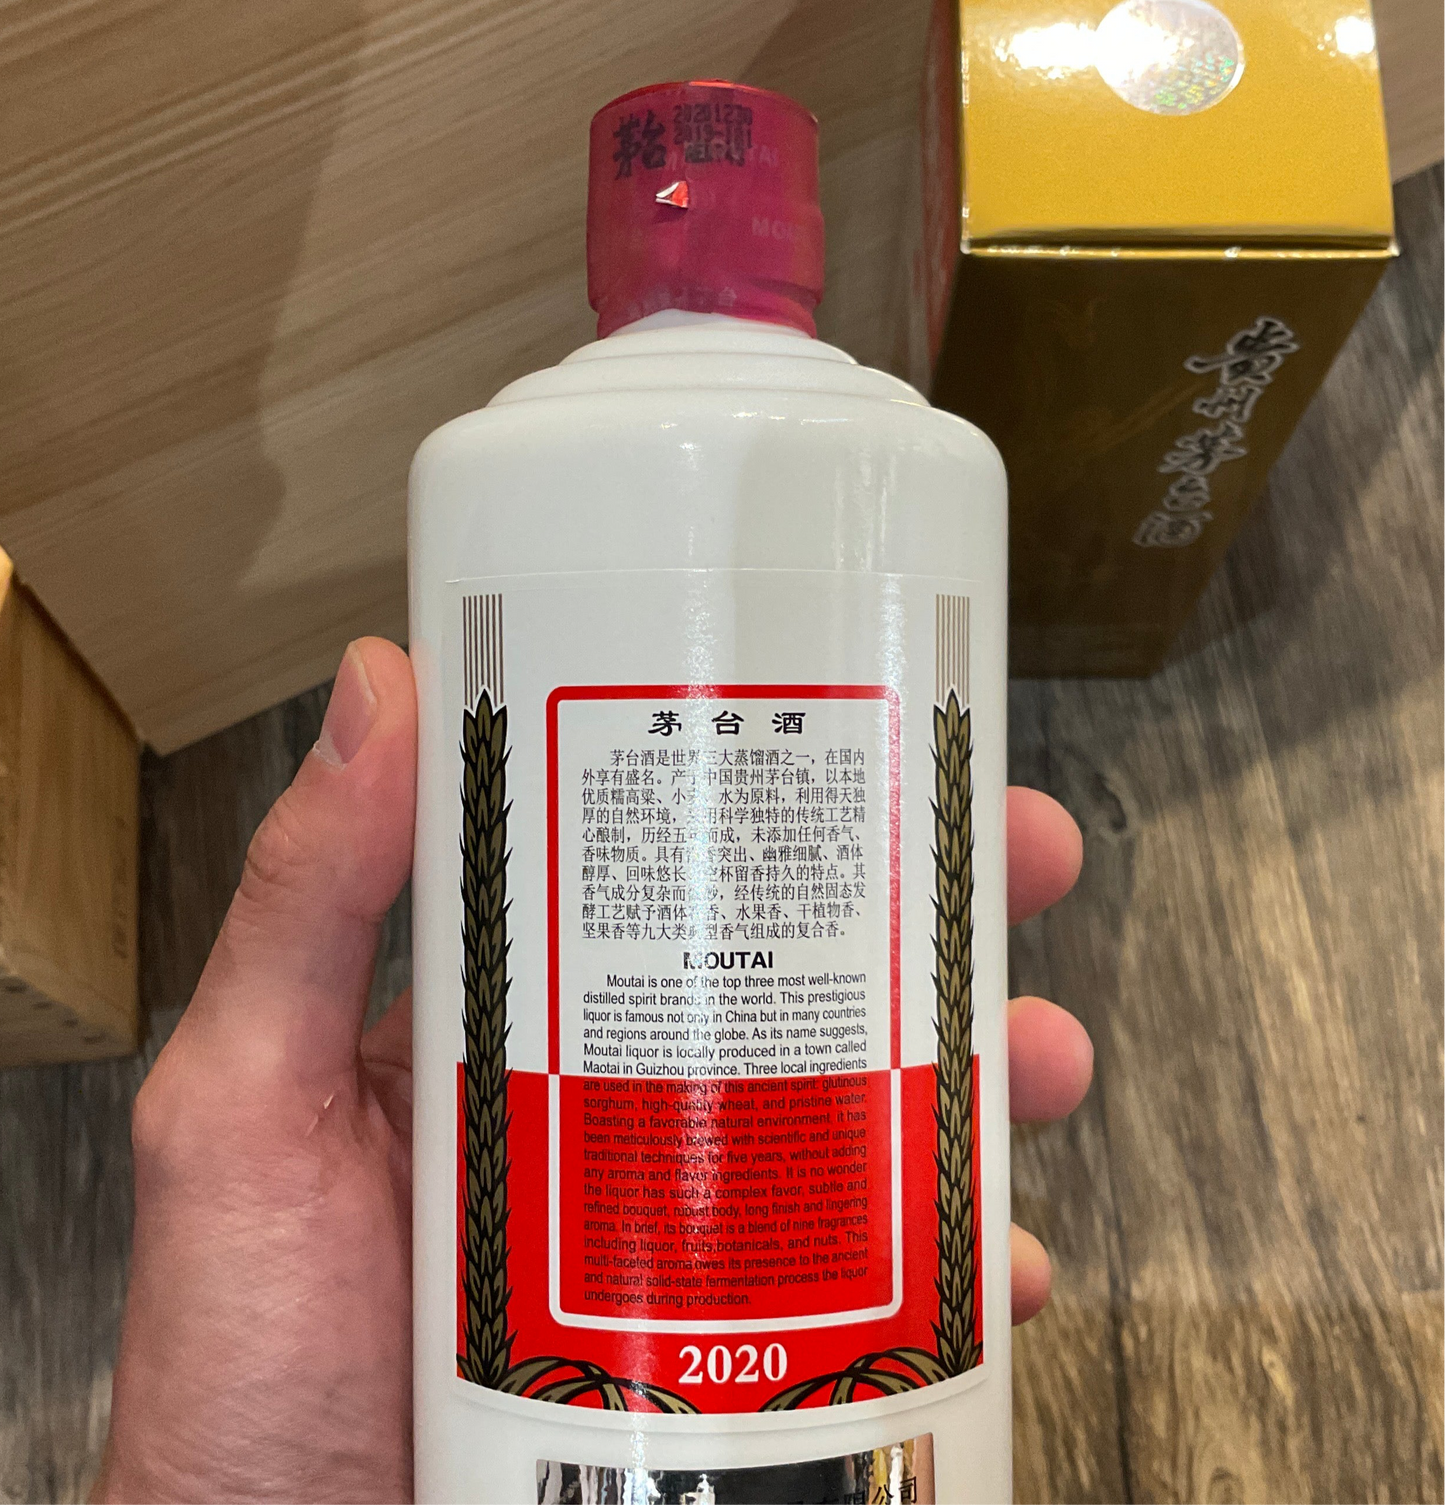 茅台
20201230
2019-101
MOUTAI
贵州茅台酒
茅台酒
茅台酒是世界三大蒸馏酒之一，在国内
外享有盛名。产于中国贵州茅台镇，以本地
优质糯高粱、小麦、水为原料，利用得天独
厚的自然环境，采用科学独特的传统工艺精
心酿制，历经五年而成，未添加任何香气、
香味物质。具有酱香突出、幽雅细腻、酒体
醇厚、回味悠长、空杯留香持久的特点。其
香气成分复杂而微妙，经传统的自然固态发
酵工艺赋予酒体花香、水果香、干植物香、
坚果香等九大类典型香气组成的复合香。
MOUTAI
Moutai is one of the top three most well-known
distilled spirit brands in the world. This prestigious
liquor is famous not only in China but in many countries
and regions around the globe. As its name suggests,
Moutai liquor is locally produced in a town called
Maotai in Guizhou province. Three local ingredients
are used in the making of this ancient spirit: glutinous
sorghum, high-quality wheat, and pristine water.
Boasting a favorable natural environment, it has
been meticulously brewed with scientific and unique
traditional techniques for five years, without adding
any aroma and flavor ingredients. It is no wonder
the liquor has such a complex favor, subtle and
refined bouquet, robust body, long finish and lingering
aroma. In brief, its bouquet is a blend of nine fragrances
including liquor, fruits,botanicals, and nuts. This
multi-faceted aroma owes its presence to the ancient
and natural solid-state fermentation process the liquor
undergoes during production.
2020
有限公司